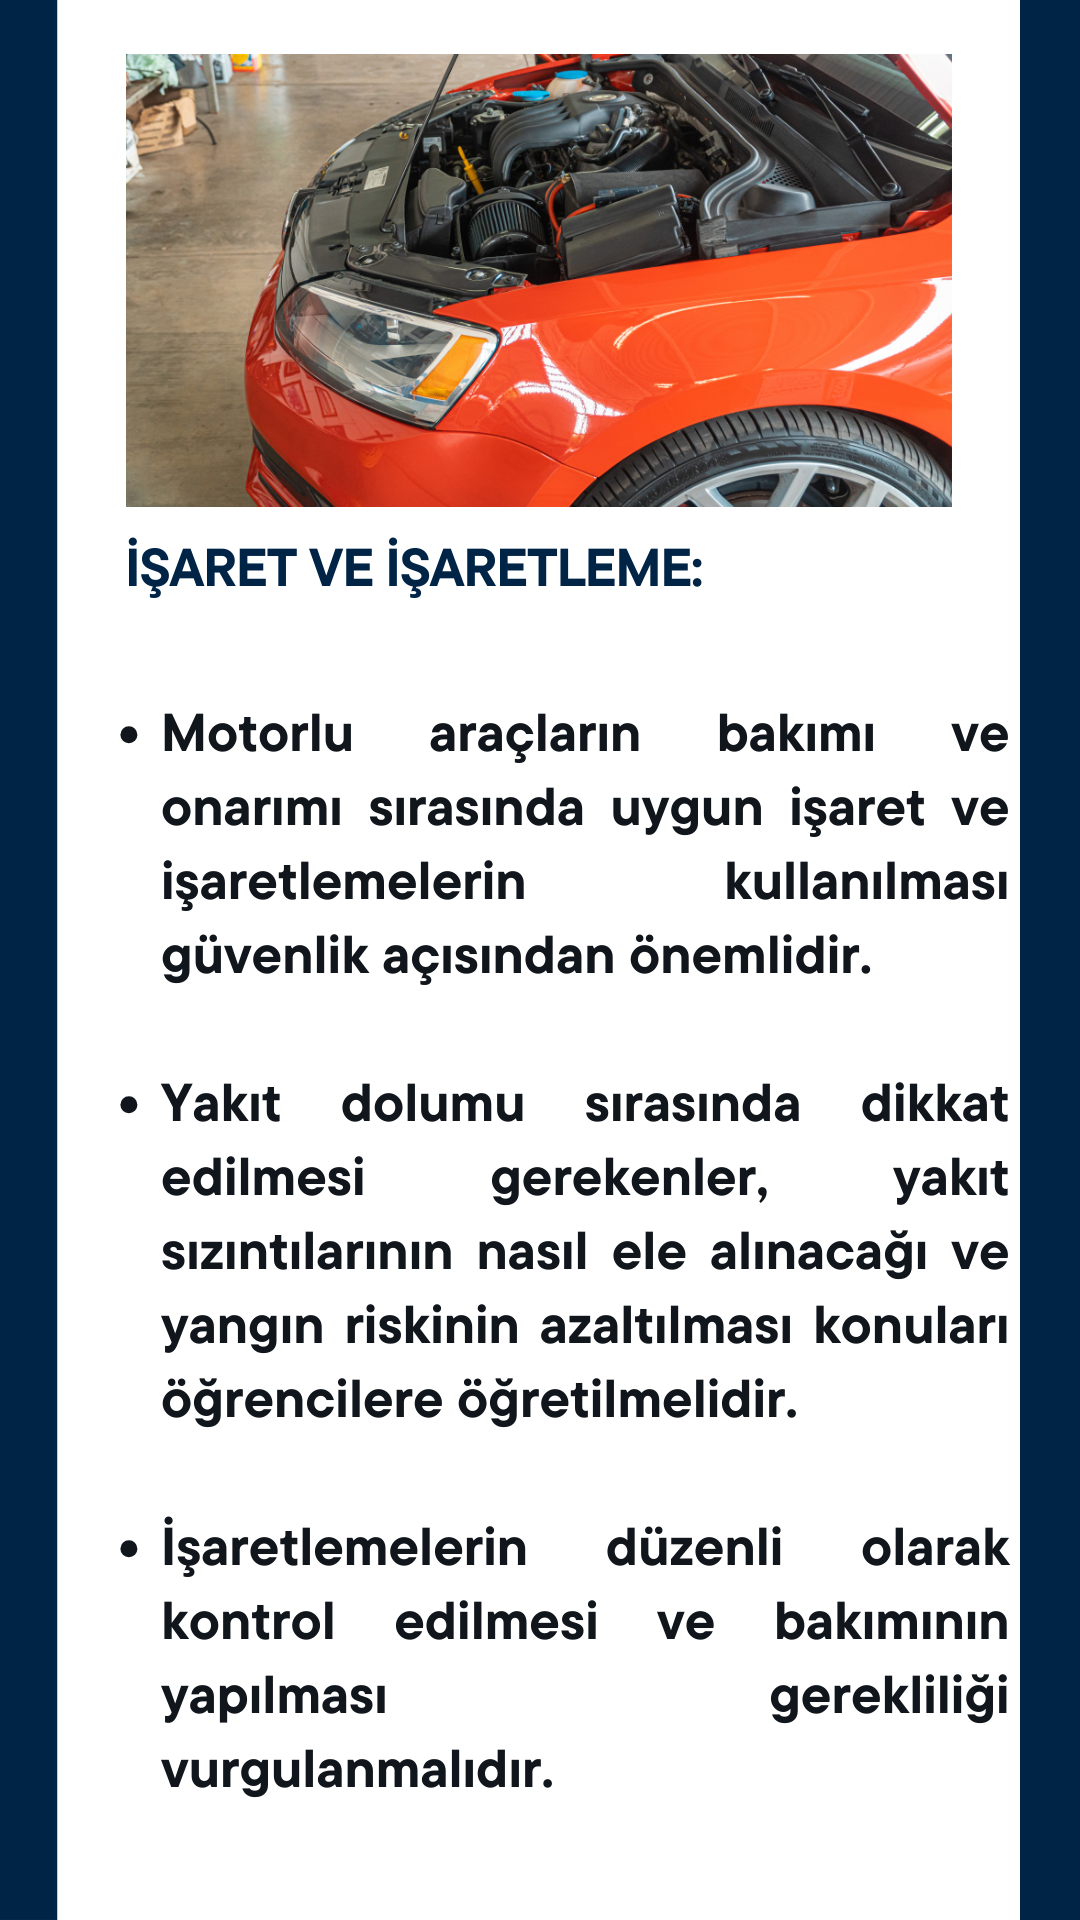 İŞARET VE İŞARETLEME:
• Motorlu araçların bakımı ve
onarımı sırasında uygun işaret ve
işaretlemelerin kullanılması
güvenlik açısından önemlidir.
• Yakıt dolumu sırasında dikkat
edilmesi gerekenler, yakıt
sızıntılarının nasıl ele alınacağı ve
yangın riskinin azaltılması konuları
öğrencilere öğretilmelidir.
• İşaretlemelerin düzenli olarak
kontrol edilmesi ve bakımının
yapılması gerekliliği
vurgulanmalıdır.